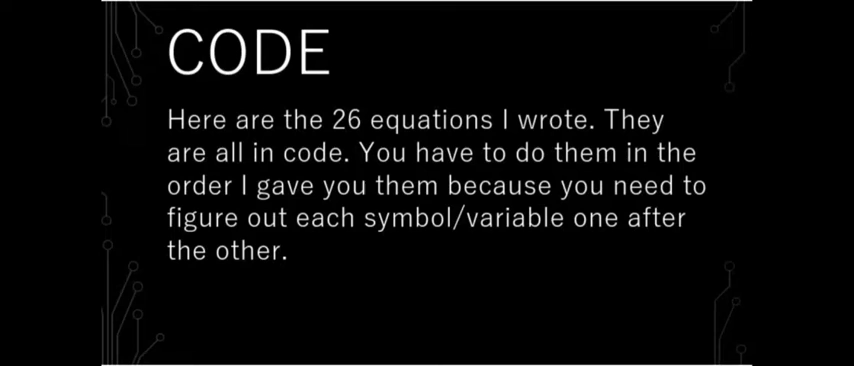 CODE
Here are the 26 equations I wrote. They
are all in code. You have to do them in the
order I gave you them because you need to
figure out each symbol/variable one after
the other.